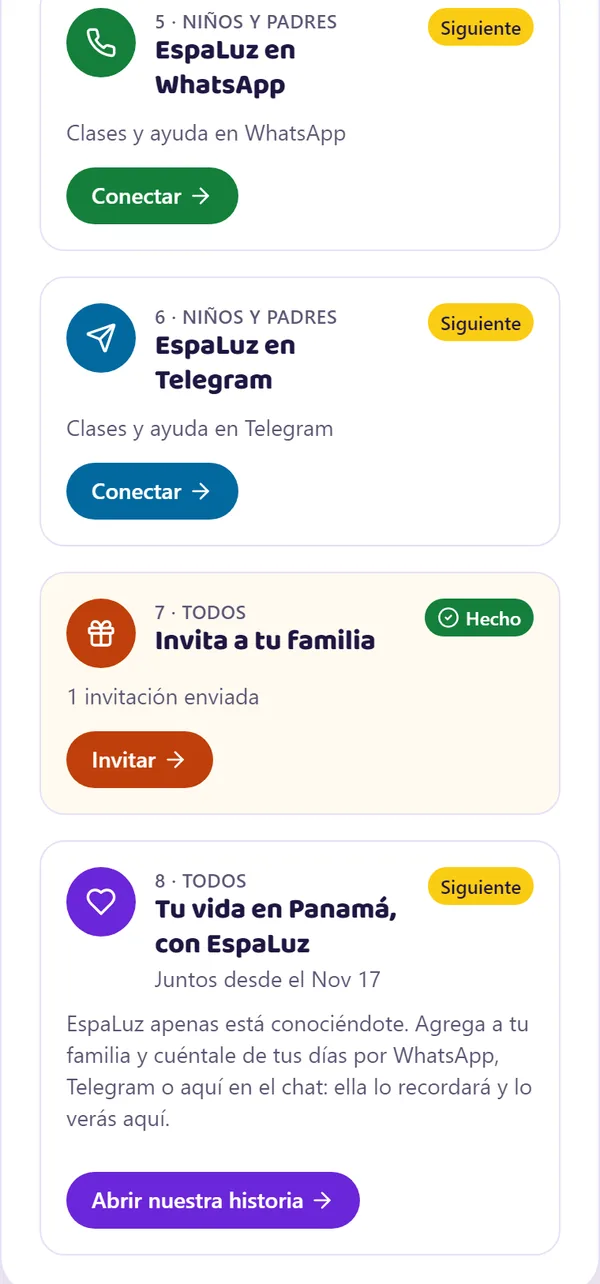 5 · NIÑOS Y PADRES
Siguiente
EspaLuz en
WhatsApp
Clases y ayuda en WhatsApp
Conectar →
6 · NIÑOS Y PADRES
Siguiente
EspaLuz en
Telegram
Clases y ayuda en Telegram
Conectar →
7 · TODOS
Hecho
Invita a tu familia
1 invitación enviada
Invitar →
8 · TODOS
Siguiente
Tu vida en Panamá,
con EspaLuz
Juntos desde el Nov 17
EspaLuz apenas está conociéndote. Agrega a tu
familia y cuéntale de tus días por WhatsApp,
Telegram o aquí en el chat: ella lo recordará y lo
verás aquí.
Abrir nuestra historia →